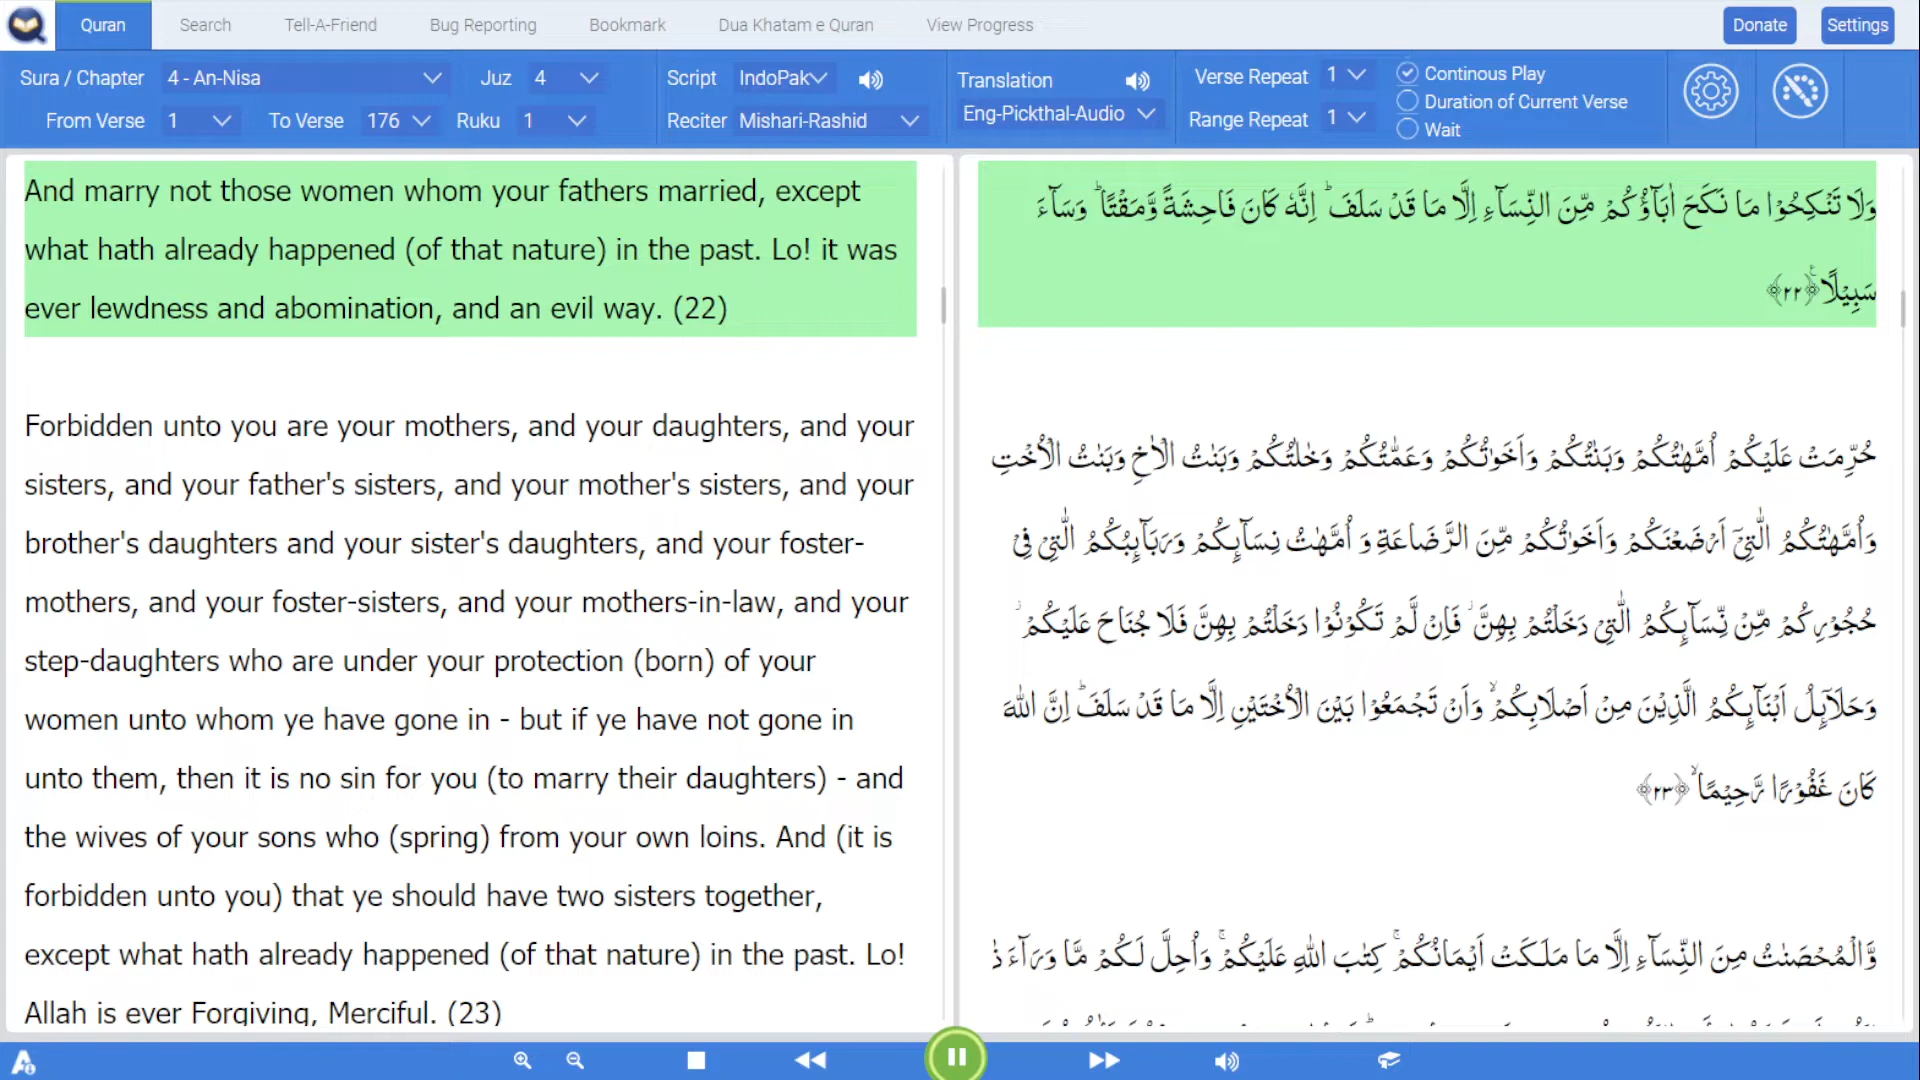 Quran Search Tell-A-Friend Bug Reporting Bookmark Dua Khatam e Quran View Progress Donate Settings
Sura / Chapter 4 - An-Nisa Juz 4 Script IndoPak Translation Verse Repeat 1 Continous Play
Duration of Current Verse
From Verse 1 To Verse 176 Ruku 1 Reciter Mishari-Rashid Eng-Pickthal-Audio Range Repeat 1 Wait
And marry not those women whom your fathers married, except
what hath already happened (of that nature) in the past. Lo! it was
ever lewdness and abomination, and an evil way. (22)
Forbidden unto you are your mothers, and your daughters, and your
sisters, and your father's sisters, and your mother's sisters, and your
brother's daughters and your sister's daughters, and your foster-
mothers, and your foster-sisters, and your mothers-in-law, and your
step-daughters who are under your protection (born) of your
women unto whom ye have gone in - but if ye have not gone in
unto them, then it is no sin for you (to marry their daughters) - and
the wives of your sons who (spring) from your own loins. And (it is
forbidden unto you) that ye should have two sisters together,
except what hath already happened (of that nature) in the past. Lo!
Allah is ever Forgiving, Merciful. (23)
وَلَا تَنْكِحُوْا مَا نَكَحَ اٰبَآؤُكُمْ مِّنَ النِّسَآءِ اِلَّا مَا قَدْ سَلَفَ ؕ اِنَّهٗ كَانَ فَاحِشَةً وَّمَقْتًا ؕ وَسَآءَ
سَبِيْلًا ۚ﴿۲۲﴾
حُرِّمَتْ عَلَيْكُمْ اُمَّهٰتُكُمْ وَبَنٰتُكُمْ وَاَخَوٰتُكُمْ وَعَمّٰتُكُمْ وَخٰلٰتُكُمْ وَبَنٰتُ الْاَخِ وَبَنٰتُ الْاُخْتِ
وَاُمَّهٰتُكُمُ الّٰتِىْۤ اَرْضَعْنَكُمْ وَاَخَوٰتُكُمْ مِّنَ الرَّضَاعَةِ وَ اُمَّهٰتُ نِسَآٮِٕكُمْ وَرَبَآٮِٕبُكُمُ الّٰتِىْ فِىْ
حُجُوْرِكُمْ مِّنْ نِّسَآٮِٕكُمُ الّٰتِىْ دَخَلْتُمْ بِهِنَّ ۫ فَاِنْ لَّمْ تَكُوْنُوْا دَخَلْتُمْ بِهِنَّ فَلَا جُنَاحَ عَلَيْكُمْ ۫
وَحَلَآٮِٕلُ اَبْنَآٮِٕكُمُ الَّذِيْنَ مِنْ اَصْلَابِكُمْ ۙ وَاَنْ تَجْمَعُوْا بَيْنَ الْاُخْتَيْنِ اِلَّا مَا قَدْ سَلَفَ ؕ اِنَّ اللّٰهَ
كَانَ غَفُوْرًا رَّحِيْمًا ۙ﴿۲۳﴾
وَّالْمُحْصَنٰتُ مِنَ النِّسَآءِ اِلَّا مَا مَلَكَتْ اَيْمَانُكُمْ ۚ كِتٰبَ اللّٰهِ عَلَيْكُمْ ۚ وَاُحِلَّ لَكُمْ مَّا وَرَآءَ